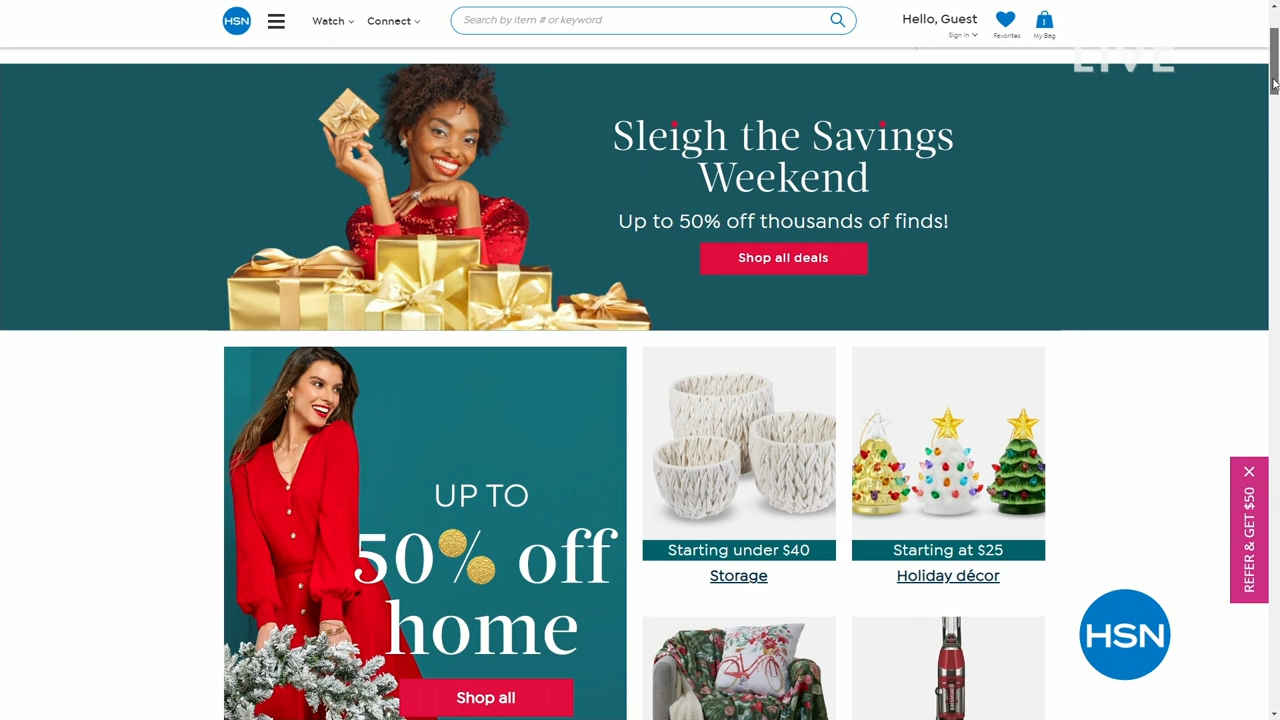 HSN
Watch
Connect
Search by item # or keyword
Hello, Guest
Sign In
Favorites
1
My Bag
LIVE
Sleigh the Savings
Weekend
Up to 50% off thousands of finds!
Shop all deals
UP TO
50% off
home
Shop all
Starting under $40
Storage
Starting at $25
Holiday décor
REFER & GET $50
HSN